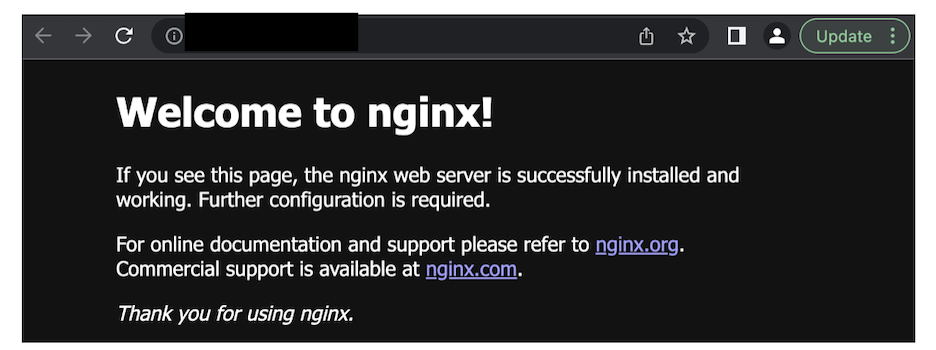 Update
Welcome to nginx!
If you see this page, the nginx web server is successfully installed and
working. Further configuration is required.
For online documentation and support please refer to nginx.org.
Commercial support is available at nginx.com.
Thank you for using nginx.